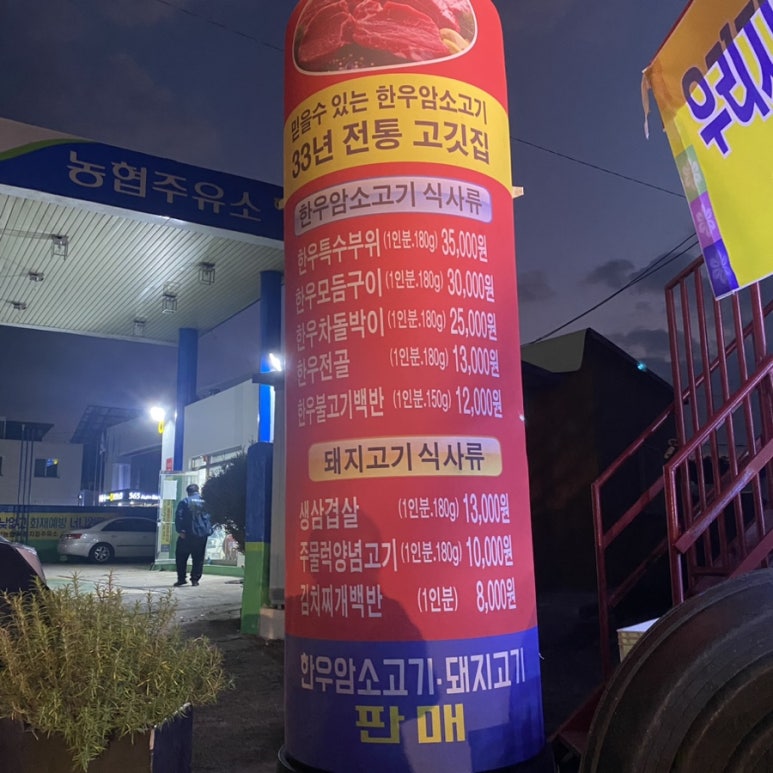 믿을수 있는 한우암소고기
33년 전통 고깃집
한우암소고기 식사류
한우특수부위 (1인분.180g) 35,000원
한우모듬구이 (1인분.180g) 30,000원
한우차돌박이 (1인분.180g) 25,000원
한우전골 (1인분.180g) 13,000원
한우불고기백반 (1인분.150g) 12,000원
돼지고기 식사류
생삼겹살 (1인분.180g) 13,000원
주물럭양념고기 (1인분.180g) 10,000원
김치찌개백반 (1인분) 8,000원
한우암소고기·돼지고기
판매
농협주유소
우리
화재예방
365